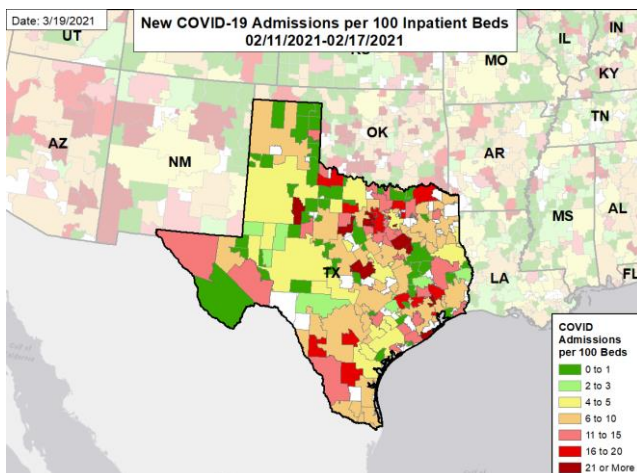 Date: 3/19/2021
New COVID-19 Admissions per 100 Inpatient Beds
02/11/2021-02/17/2021
UT
IL
IN
MO
KY
TN
OK
AZ
NM
AR
MS
AL
TX
LA
FL
Gulf of
COVID
Admissions
per 100 Beds
0 to 1
2 to 3
4 to 5
6 to 10
11 to 15
16 to 20
21 or More